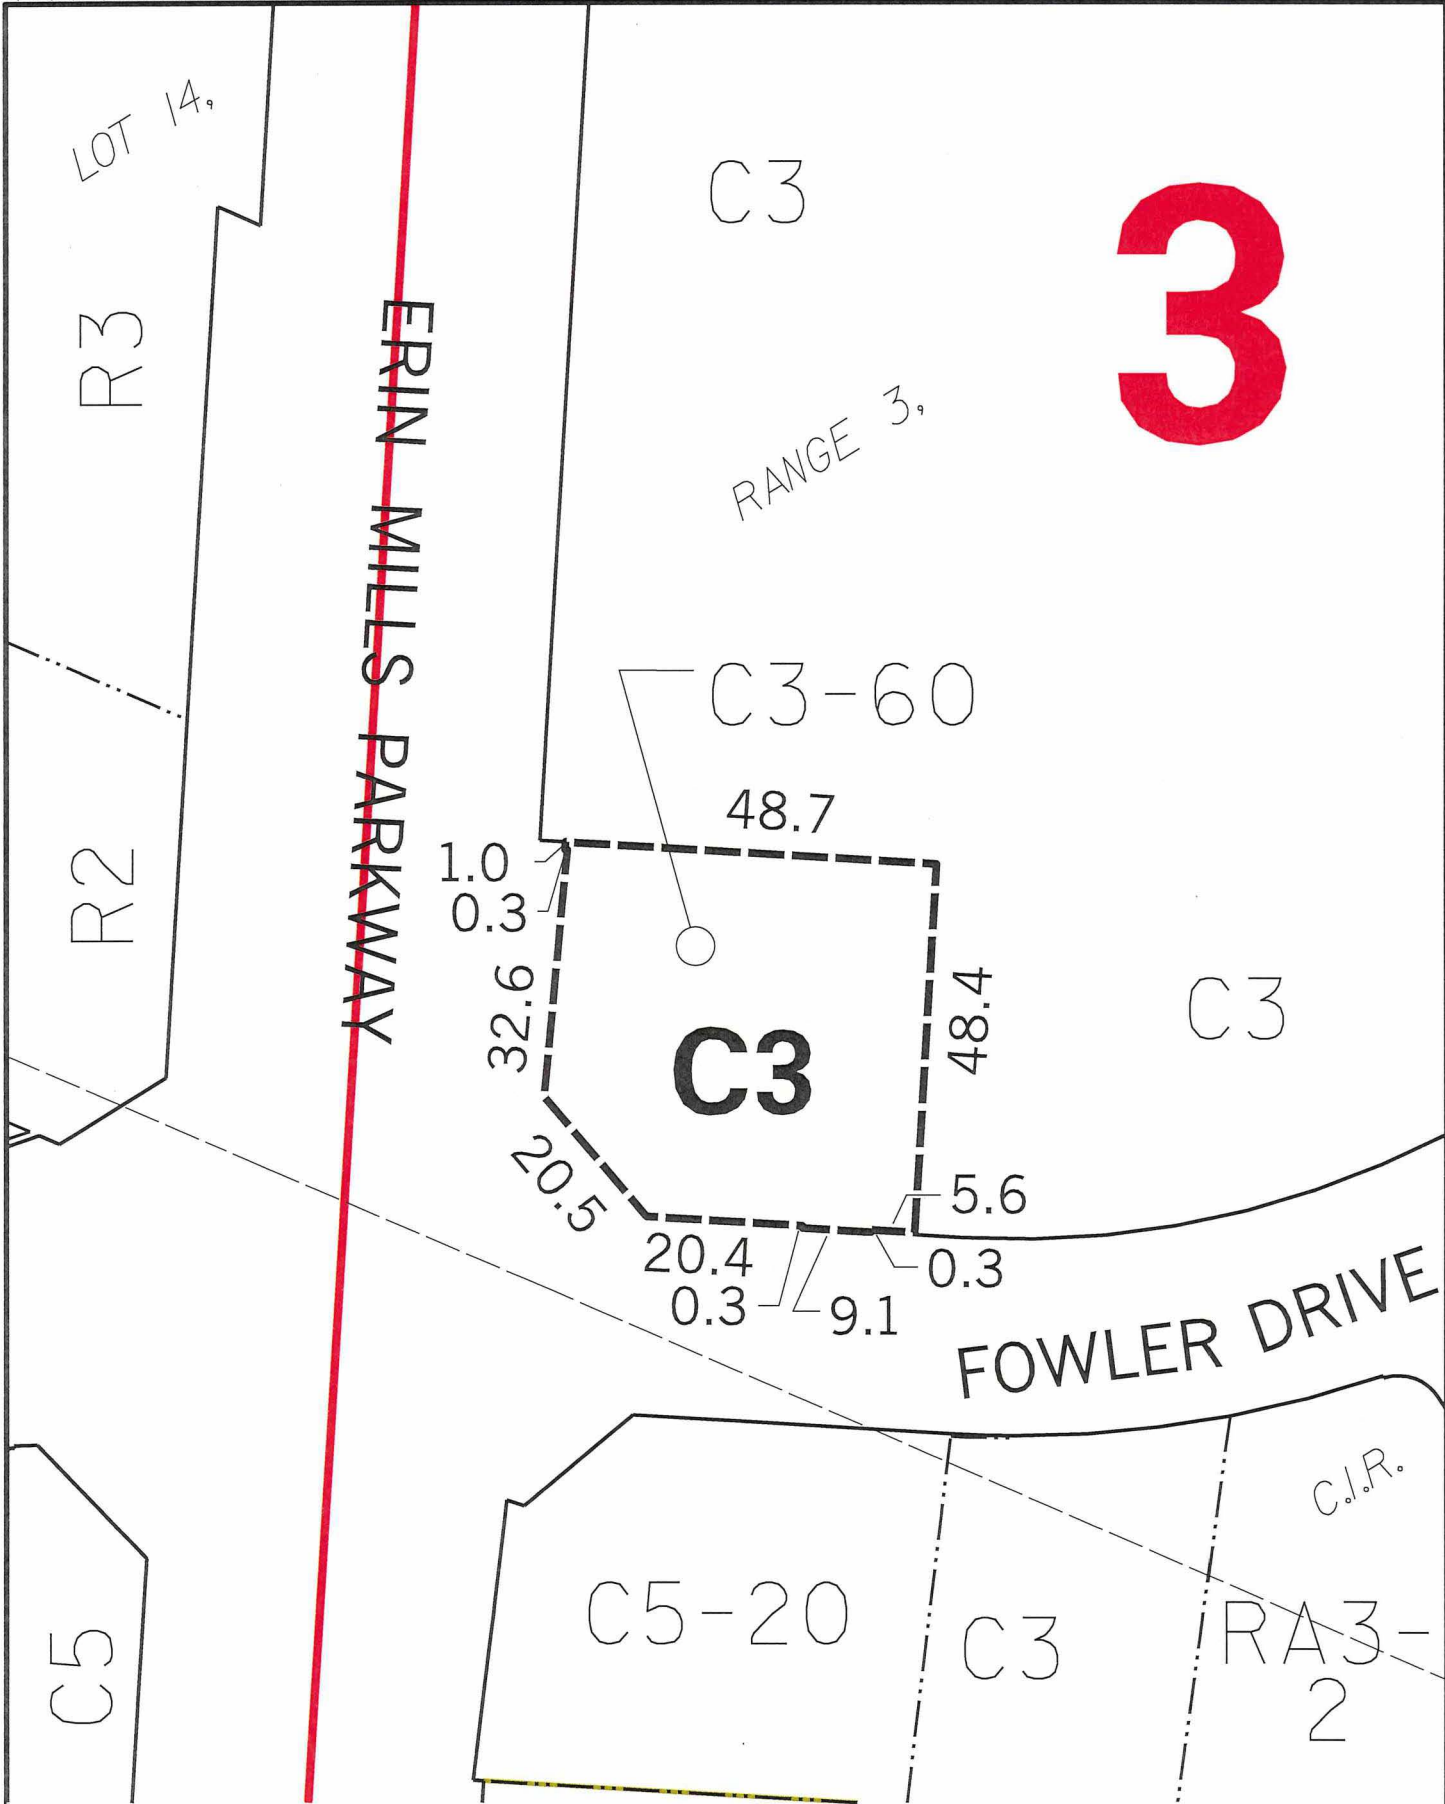 LOT 14,
C3
3
R3
ERIN MILLS PARKWAY
RANGE 3,
C3-60
48.7
1.0
0.3
R2
32.6
48.4
C3
C3
20.5
5.6
20.4
0.3
0.3
9.1
FOWLER DRIVE
C.I.R.
C5-20
C3
RA3-
2
C5